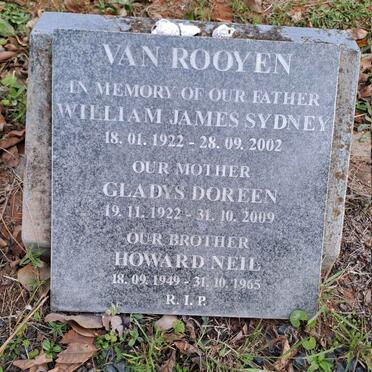 VAN ROOYEN
IN MEMORY OF OUR FATHER
WILLIAM JAMES SYDNEY
18. 01. 1922 - 28. 09. 2002
OUR MOTHER
GLADYS DOREEN
19. 11. 1922 - 31. 10. 2009
OUR BROTHER
HOWARD NEIL
18. 09. 1949 - 31. 10. 1965
R. I. P.